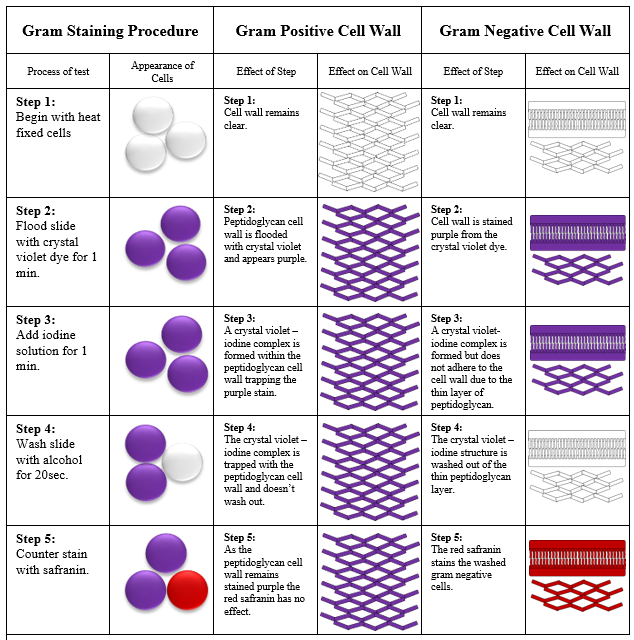 Gram Staining Procedure
Gram Positive Cell Wall
Gram Negative Cell Wall
Process of test
Appearance of
Cells
Effect of Step
Effect on Cell Wall
Effect of Step
Effect on Cell Wall
Step 1:
Begin with heat
fixed cells
Step 1:
Cell wall remains
clear.
Step 1:
Cell wall remains
clear.
Step 2:
Flood slide
with crystal
violet dye for 1
min.
Step 2:
Peptidoglycan cell
wall is flooded
with crystal violet
and appears purple.
Step 2:
Cell wall is stained
purple from the
crystal violet dye.
Step 3:
Add iodine
solution for 1
min.
Step 3:
A crystal violet –
iodine complex is
formed within the
peptidoglycan cell
wall trapping the
purple stain.
Step 3:
A crystal violet-
iodine complex is
formed but does
not adhere to the
cell wall due to the
thin layer of
peptidoglycan.
Step 4:
Wash slide
with alcohol
for 20sec.
Step 4:
The crystal violet –
iodine complex is
trapped with the
peptidoglycan cell
wall and doesn’t
wash out.
Step 4:
The crystal violet –
iodine structure is
washed out of the
thin peptidoglycan
layer.
Step 5:
Counter stain
with safranin.
Step 5:
As the
peptidoglycan cell
wall remains
stained purple the
red safranin has no
effect.
Step 5:
The red safranin
stains the washed
gram negative
cells.